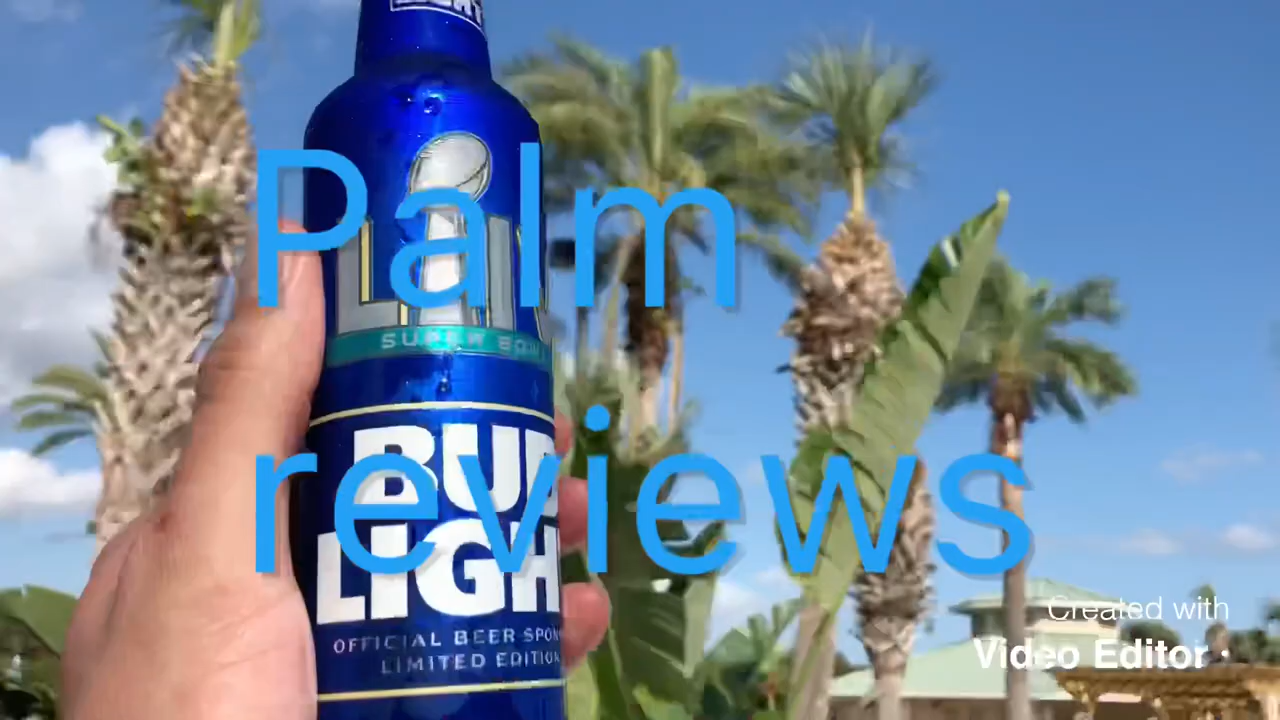 Palm
reviews
SUPER BOWL
BUD
LIGHT
OFFICIAL BEER SPON
LIMITED EDITION
Created with
Video Editor